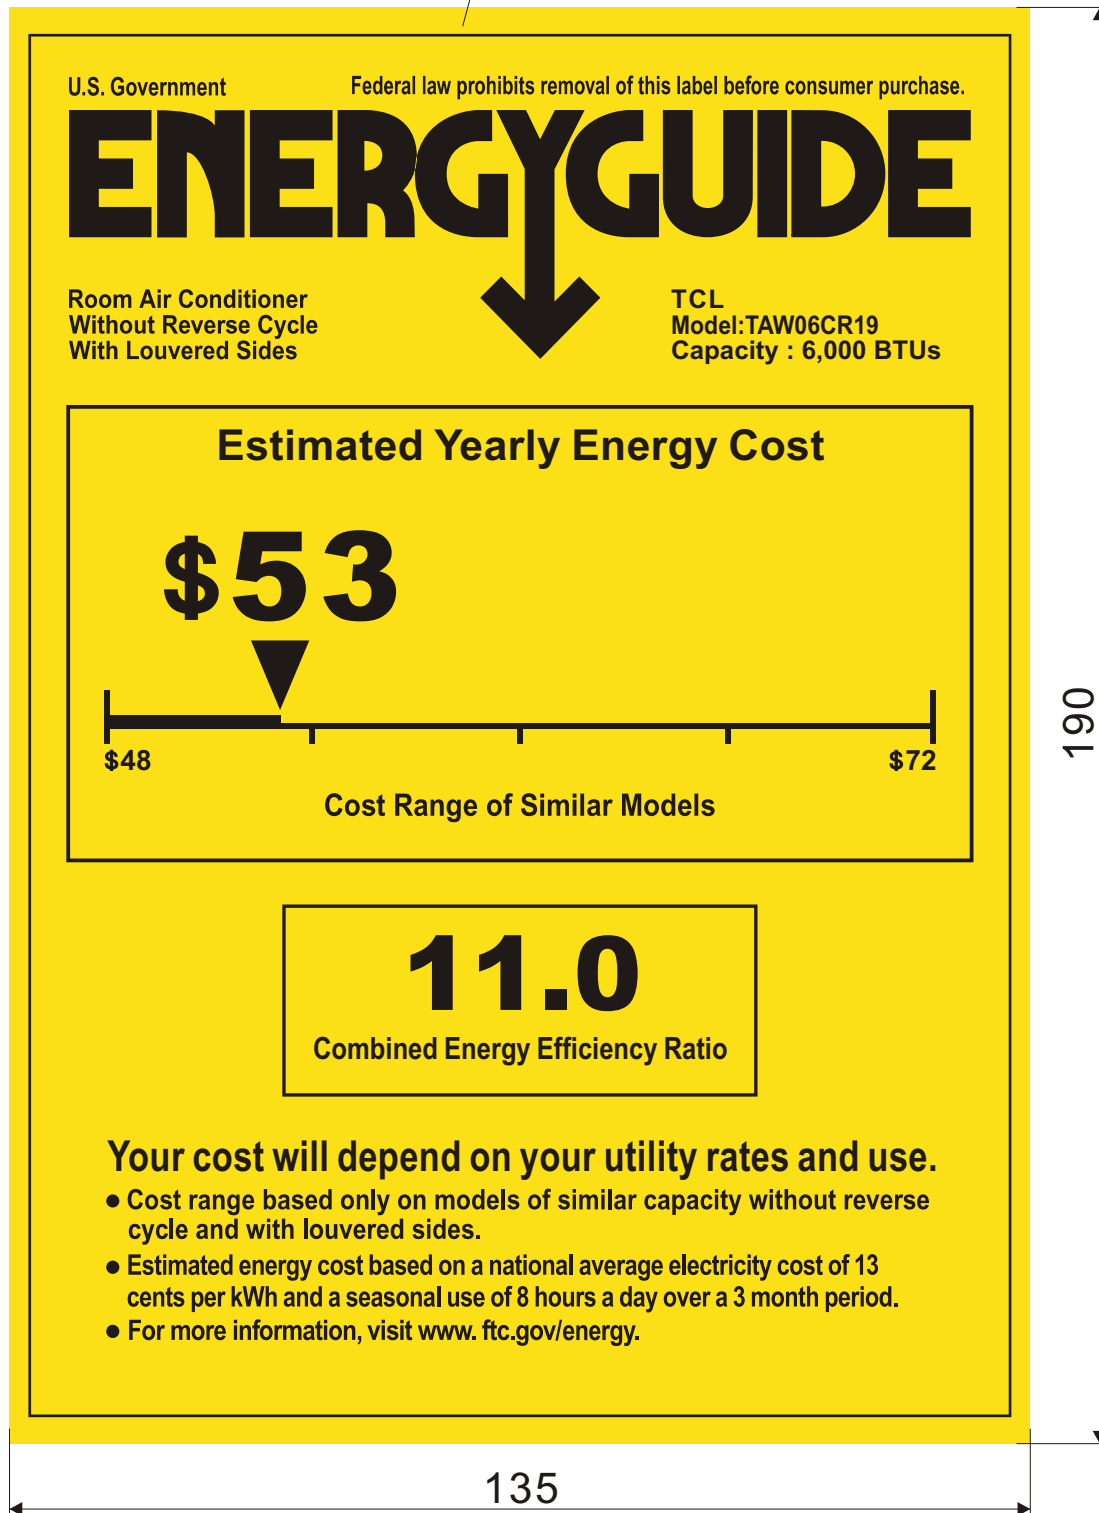 U.S. Government
Federal law prohibits removal of this label before consumer purchase.
ENERGYGUIDE
Room Air Conditioner
Without Reverse Cycle
With Louvered Sides
TCL
Model:TAW06CR19
Capacity : 6,000 BTUs
Estimated Yearly Energy Cost
$53
$48
$72
Cost Range of Similar Models
11.0
Combined Energy Efficiency Ratio
Your cost will depend on your utility rates and use.
● Cost range based only on models of similar capacity without reverse
cycle and with louvered sides.
● Estimated energy cost based on a national average electricity cost of 13
cents per kWh and a seasonal use of 8 hours a day over a 3 month period.
● For more information, visit www. ftc.gov/energy.
190
135